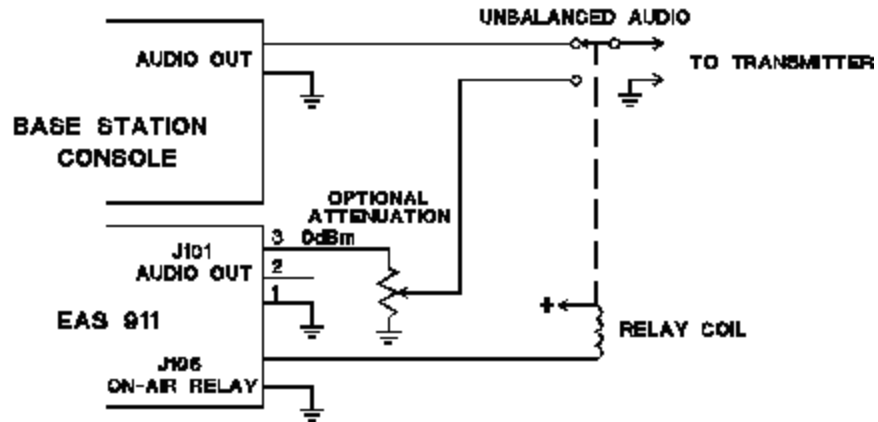 UNBALANCED AUDIO
AUDIO OUT
TO TRANSMITTER
BASE STATION
CONSOLE
OPTIONAL
ATTENUATION
3 0dBm
J101
AUDIO OUT
2
1
+
EAS 911
RELAY COIL
J106
ON-AIR RELAY